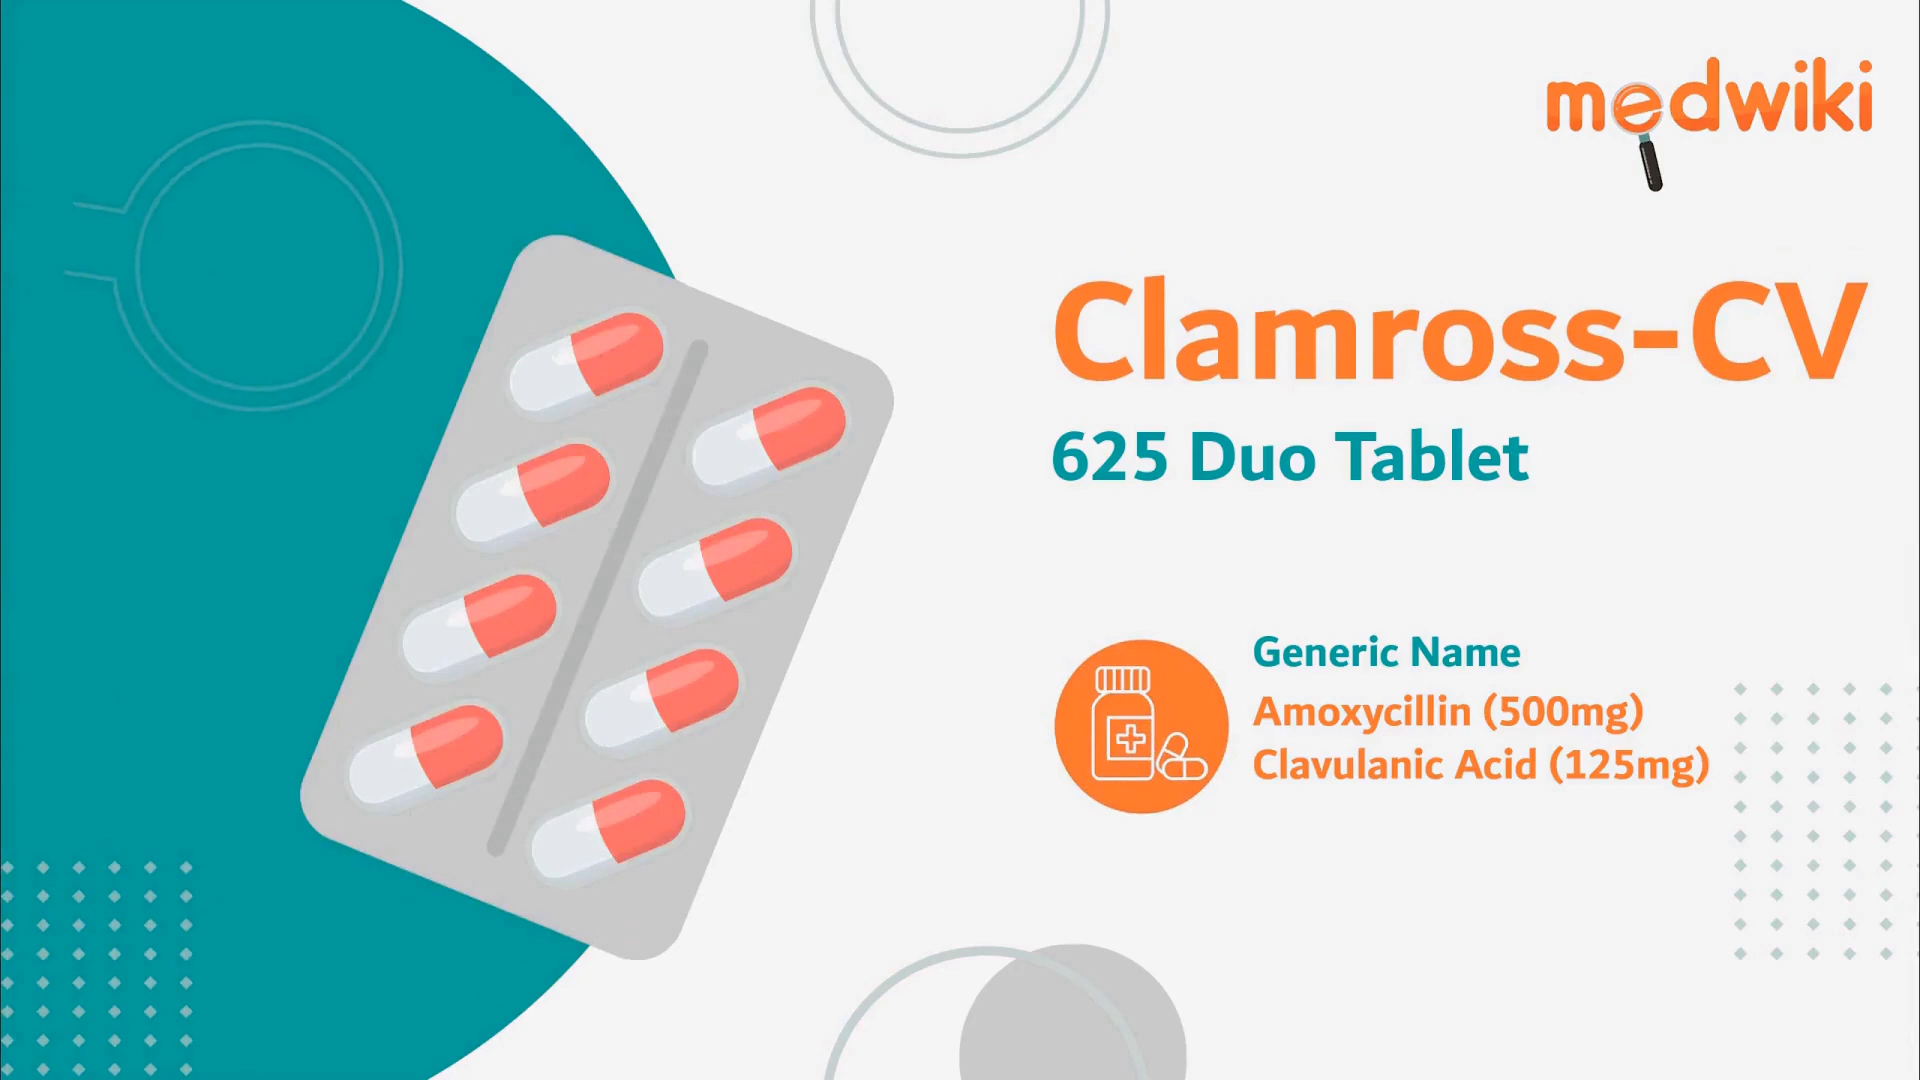 medwiki
Clamross-CV
625 Duo Tablet
Generic Name
Amoxycillin (500mg)
Clavulanic Acid (125mg)